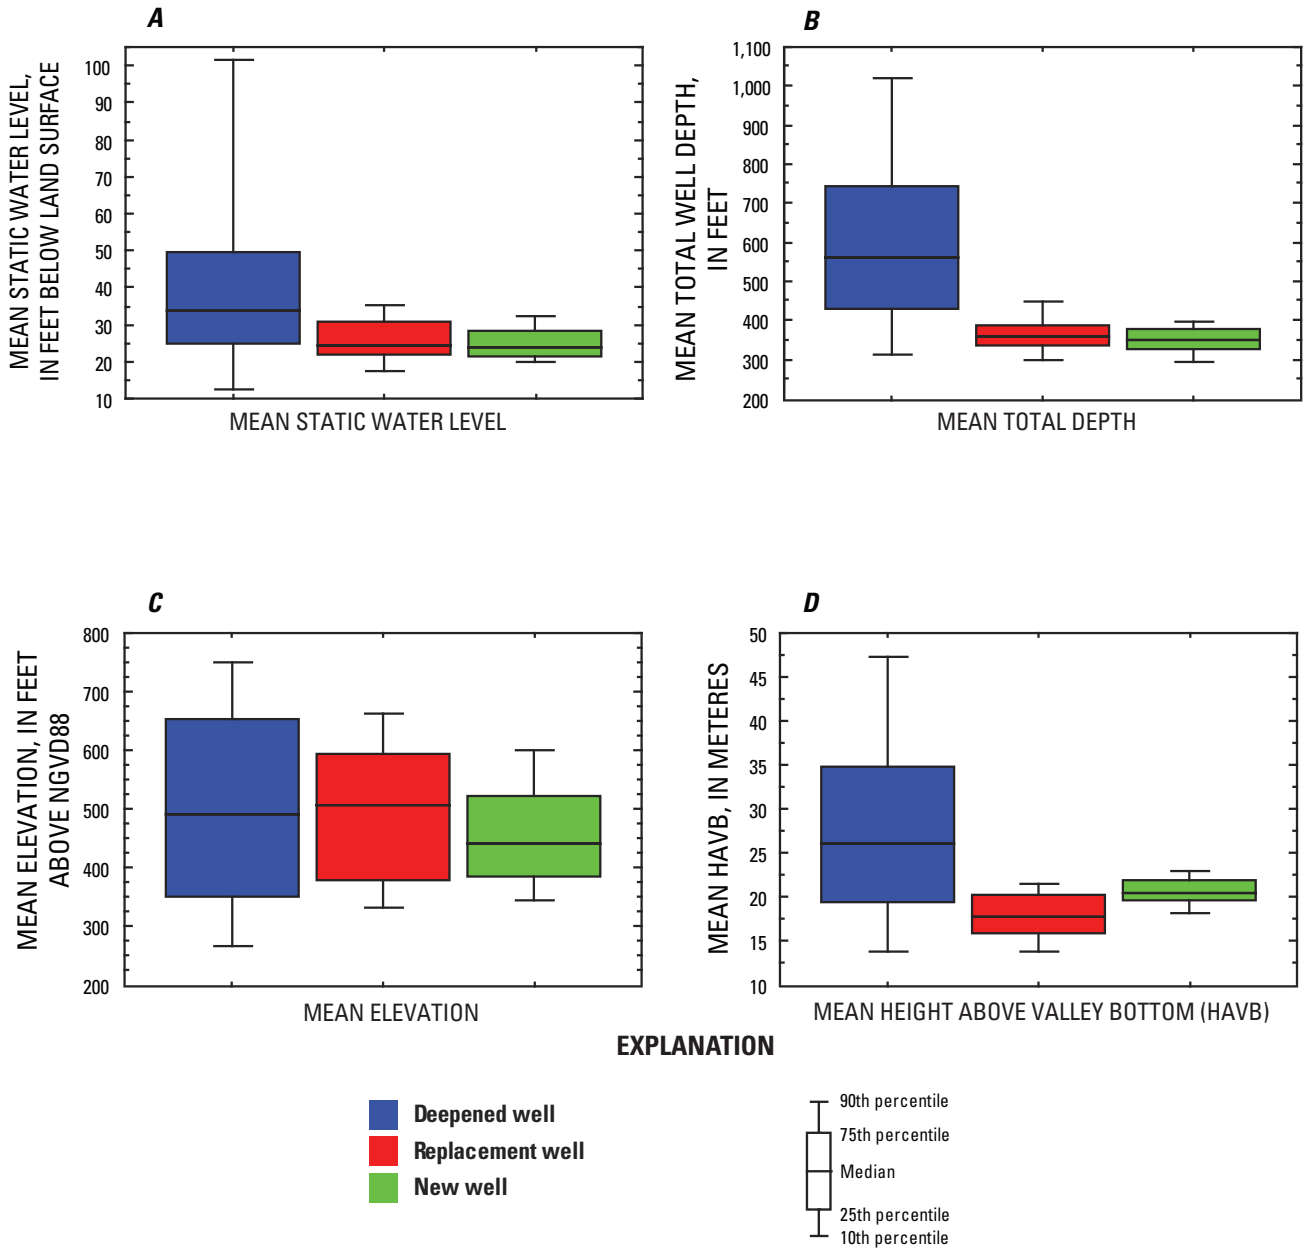 A
MEAN STATIC WATER LEVEL,
IN FEET BELOW LAND SURFACE
100
90
80
70
60
50
40
30
20
10
MEAN STATIC WATER LEVEL
B
MEAN TOTAL WELL DEPTH,
IN FEET
1,100
1,000
900
800
700
600
500
400
300
200
MEAN TOTAL DEPTH
C
MEAN ELEVATION, IN FEET
ABOVE NGVD88
800
700
600
500
400
300
200
MEAN ELEVATION
D
MEAN HAVB, IN METERES
50
45
40
35
30
25
20
15
10
MEAN HEIGHT ABOVE VALLEY BOTTOM (HAVB)
EXPLANATION
Deepened well
Replacement well
New well
90th percentile
75th percentile
Median
25th percentile
10th percentile